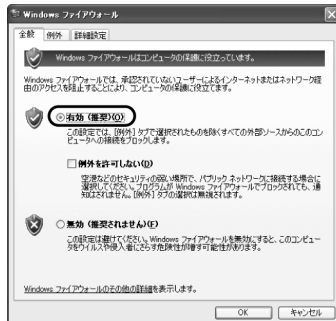 Windows ファイアウォール
全般 例外 詳細設定
Windows ファイアウォールはコンピュータの保護に役立っています。
Windows ファイアウォールでは、承認されていないユーザーによるインターネットまたはネットワーク経
由のアクセスを阻止することにより、コンピュータの保護に役立てます。
有効 (推奨)(O)
この設定では、[例外] タブで選択されたものを除くすべての外部ソースからのこのコン
ピュータへの接続をブロックします。
例外を許可しない(D)
空港などのセキュリティの弱い場所で、パブリック ネットワークに接続する場合に
選択してください。プログラムが Windows ファイアウォールでブロックされても、通
知はされません。[例外] タブの選択は無視されます。
無効 (推奨されません)(F)
この設定は避けてください。Windows ファイアウォールを無効にすると、このコンピュー
タをウイルスや侵入者にさらす危険性が増す可能性があります。
Windows ファイアウォールのその他の詳細を表示します。
OK キャンセル